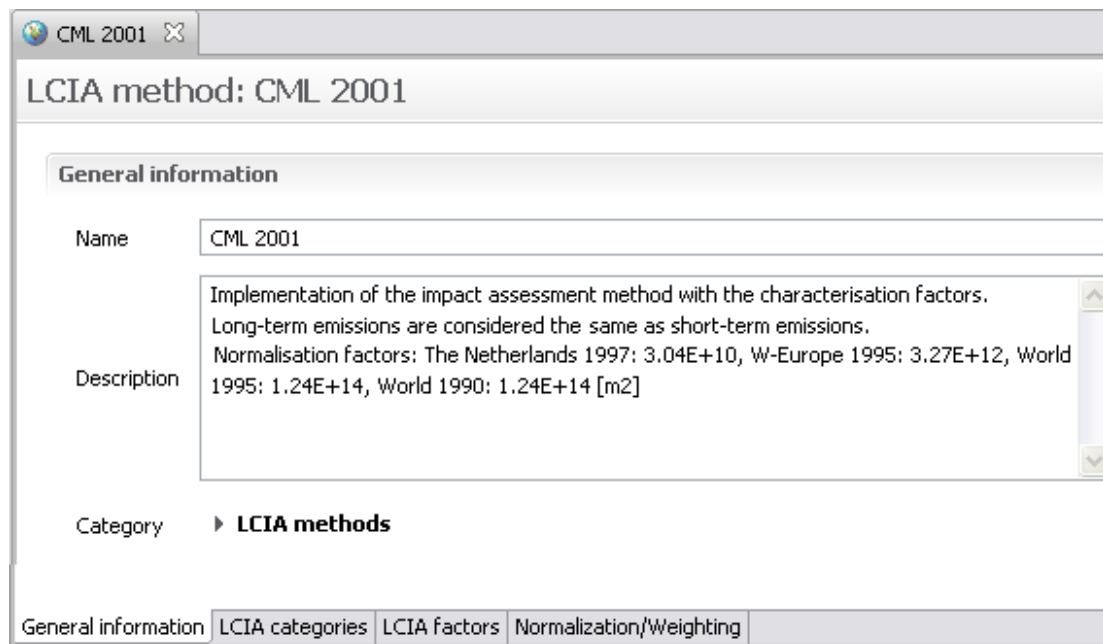 CML 2001
LCIA method: CML 2001
General information
Name
CML 2001
Description
Implementation of the impact assessment method with the characterisation factors.
Long-term emissions are considered the same as short-term emissions.
Normalisation factors: The Netherlands 1997: 3.04E+10, W-Europe 1995: 3.27E+12, World
1995: 1.24E+14, World 1990: 1.24E+14 [m2]
Category
LCIA methods
General information LCIA categories LCIA factors Normalization/Weighting